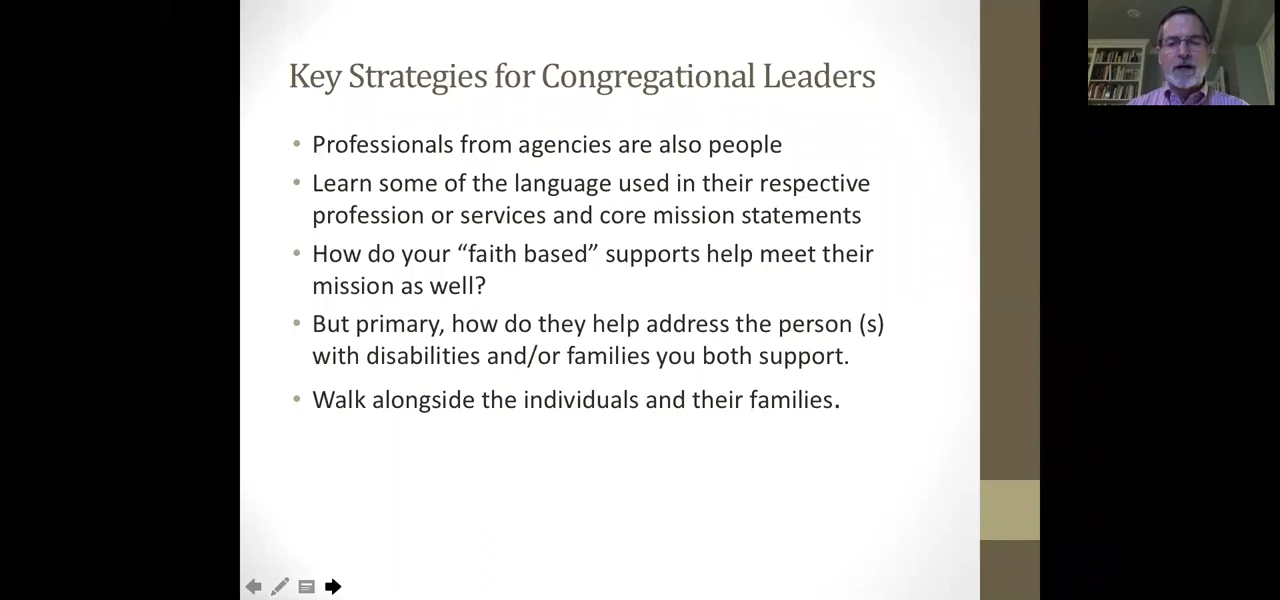 Key Strategies for Congregational Leaders
• Professionals from agencies are also people
• Learn some of the language used in their respective
profession or services and core mission statements
• How do your “faith based” supports help meet their
mission as well?
• But primary, how do they help address the person (s)
with disabilities and/or families you both support.
• Walk alongside the individuals and their families.